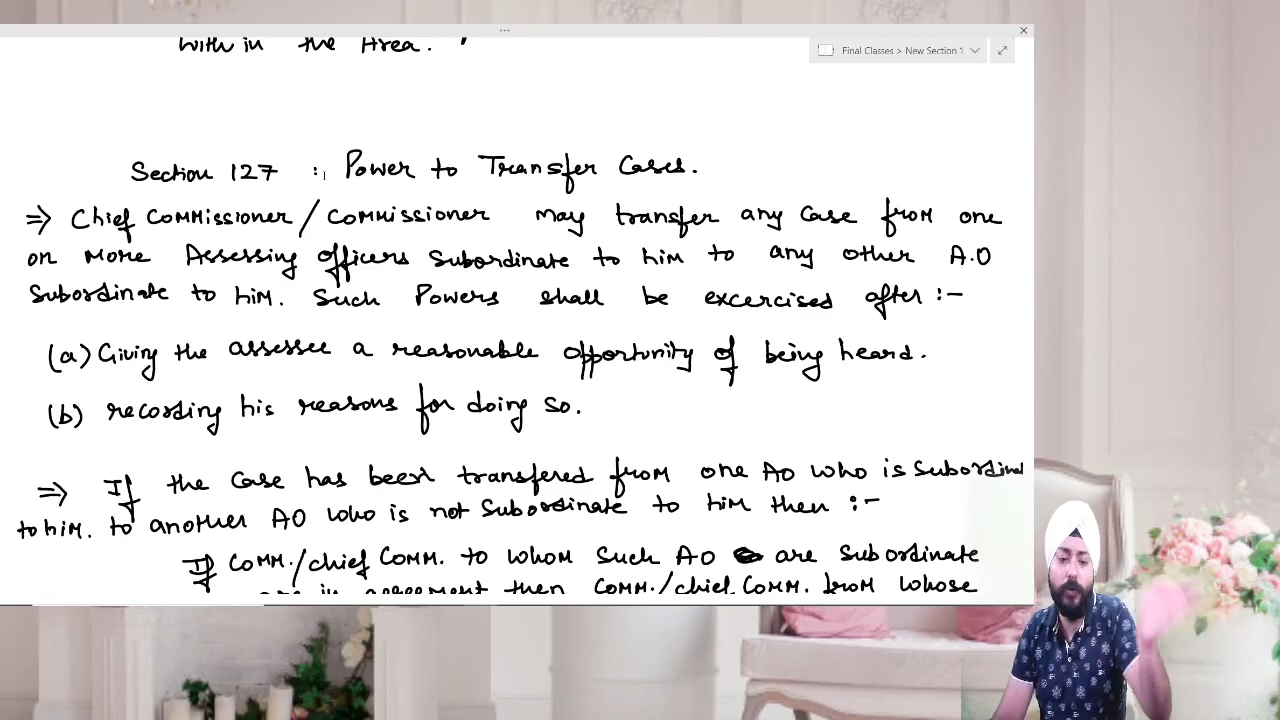 within the Area.
Final Classes > New Section 1
Section 127 : Power to Transfer Cases.
⇒ Chief Commissioner / Commissioner may transfer any Case from one
or more Assessing officers Subordinate to him to any other A.O
Subordinate to him. Such Powers shall be excercised after :-
(a) Giving the assessee a reasonable opportunity of being heard.
(b) recording his reasons for doing so.
⇒ If the Case has been transfered from one AO who is Subordinat
to him. to another AO who is not Subordinate to him then :-
If Comm./chief Comm. to whom such AO are subordinate
are in agreement then Comm./chief Comm. from whose